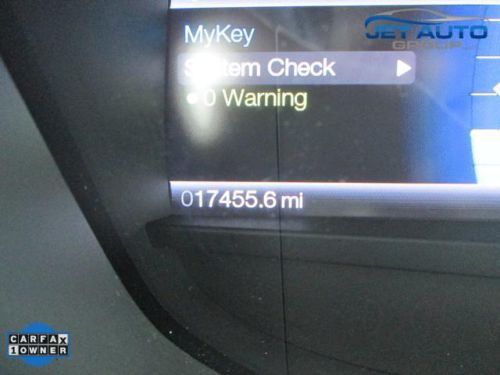 JET AUTO
GROUP
MyKey
System Check
0 Warning
017455.6 mi
CARFAX
1 OWNER